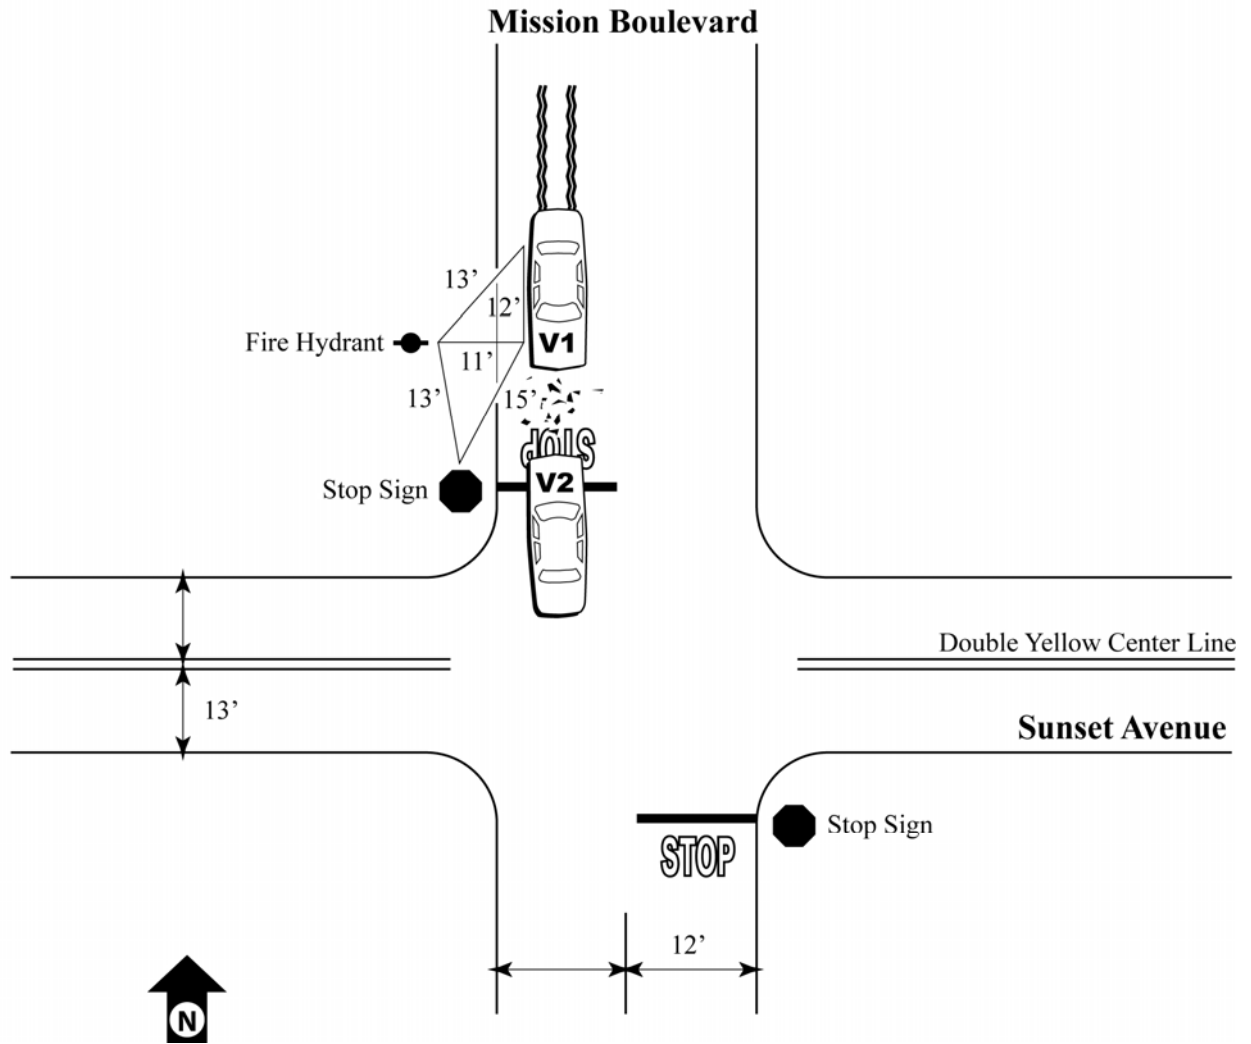 Mission Boulevard
13’
12’
Fire Hydrant
V1
11’
13’
15’
STOP
Stop Sign
V2
Double Yellow Center Line
13’
Sunset Avenue
Stop Sign
STOP
12’
N